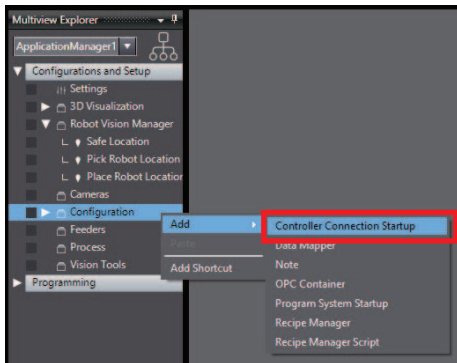 Multiview Explorer
ApplicationManager1
Configurations and Setup
Settings
3D Visualization
Robot Vision Manager
Safe Location
Pick Robot Location
Place Robot Location
Cameras
Configuration
Feeders
Process
Vision Tools
Programming
Add
Paste
Add Shortcut
Controller Connection Startup
Data Mapper
Note
OPC Container
Program System Startup
Recipe Manager
Recipe Manager Script